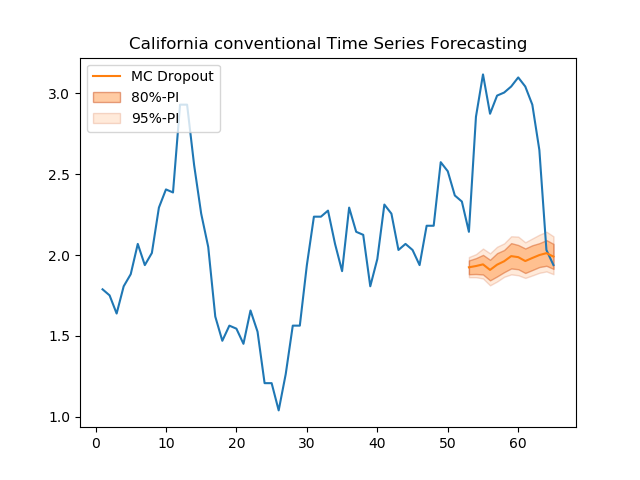 California conventional Time Series Forecasting
MC Dropout
80%-PI
95%-PI
3.0
2.5
2.0
1.5
1.0
0 10 20 30 40 50 60